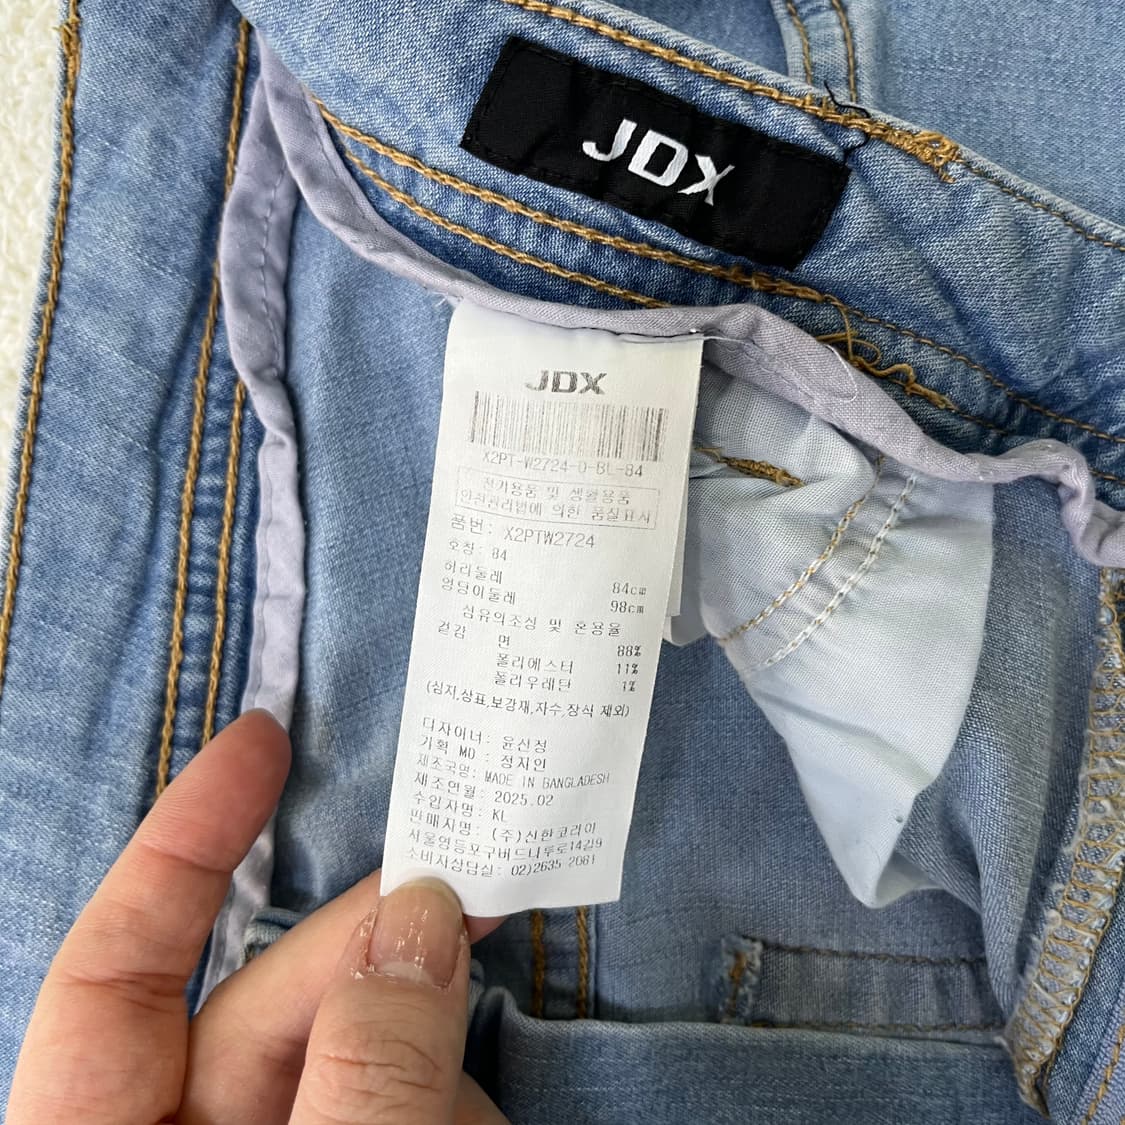 JDX
JDX
X2PT-W2724-0-BL-84
전기용품 및 생활용품
안전관리법에 의한 품질표시
품번: X2PTW2724
호칭: 84
허리둘레 84cm
엉덩이둘레 98cm
섬유의조성 및 혼용율
겉감 면 88%
폴리에스터 11%
폴리우레탄 1%
(심지,상표,보강재,자수,장식 제외)
디자이너: 윤신정
기획 MD: 정지인
제조국명: MADE IN BANGLADESH
제조연월: 2025.02
수입자명: KL
판매자명: (주)신한코리아
서울영등포구버드나루로14길9
소비자상담실: 02)2635 2061